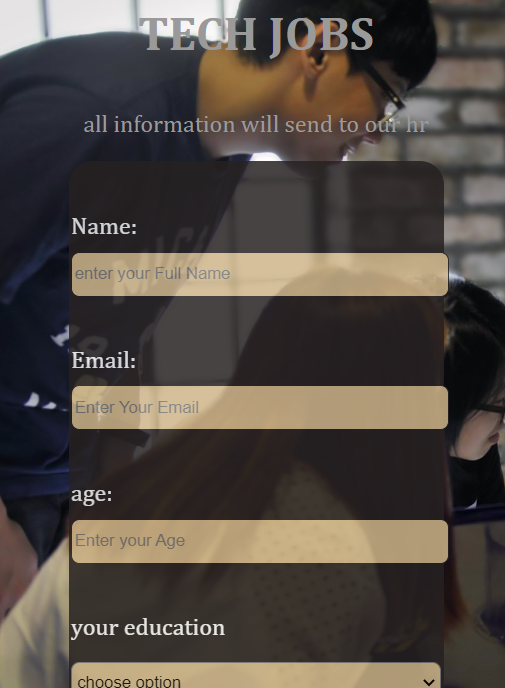 TECH JOBS
all information will send to our hr
Name:
enter your Full Name
Email:
Enter Your Email
age:
Enter your Age
your education
choose option